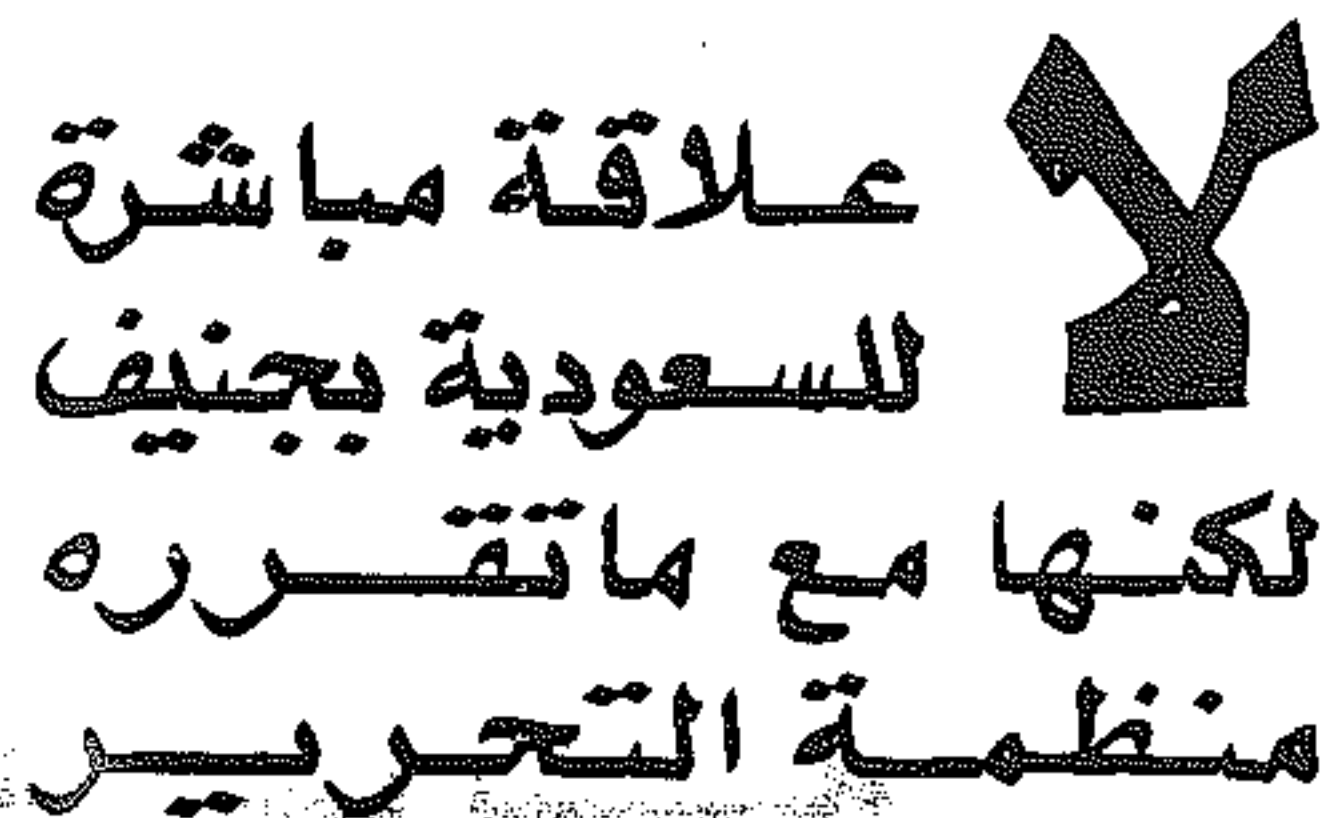 لا علاقة مباشرة
للسعودية بجنيف
لكنها مع ماتقرره
منظمة التحرير